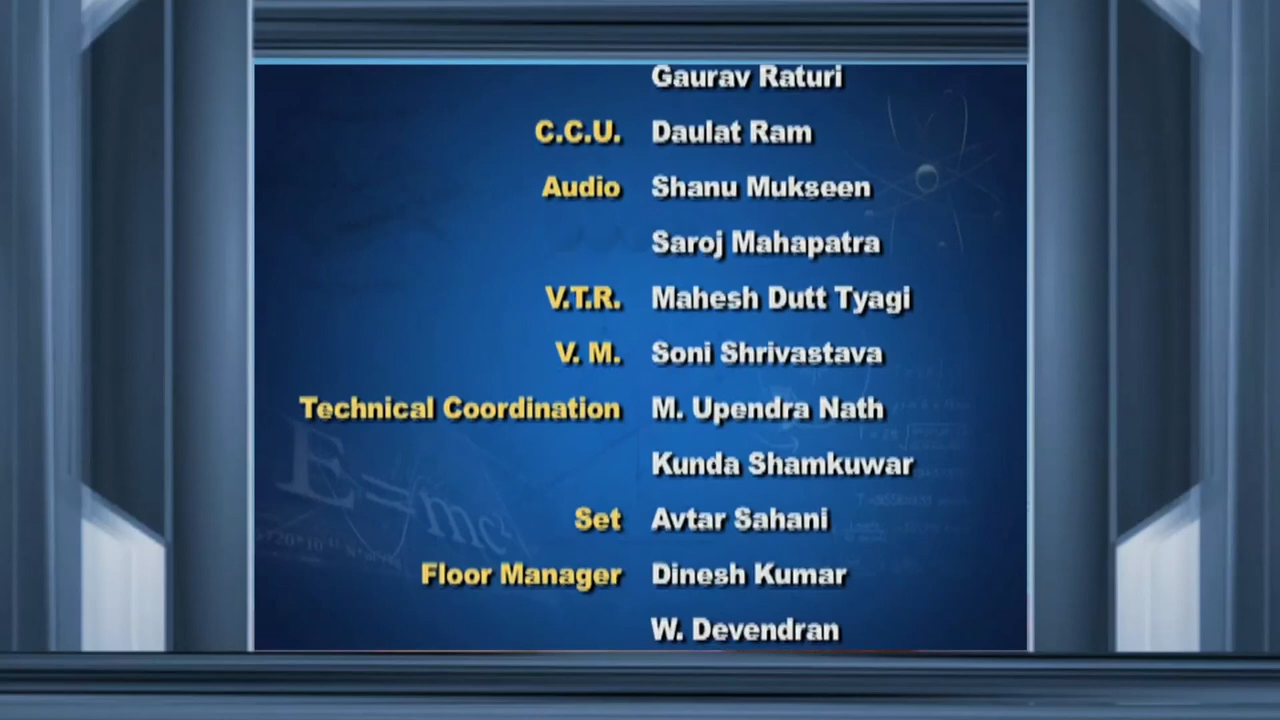 Gaurav Raturi
C.C.U. Daulat Ram
Audio Shanu Mukseen
Saroj Mahapatra
V.T.R. Mahesh Dutt Tyagi
V. M. Soni Shrivastava
Technical Coordination M. Upendra Nath
Kunda Shamkuwar
E=mc²
Set Avtar Sahani
Floor Manager Dinesh Kumar
W. Devendran